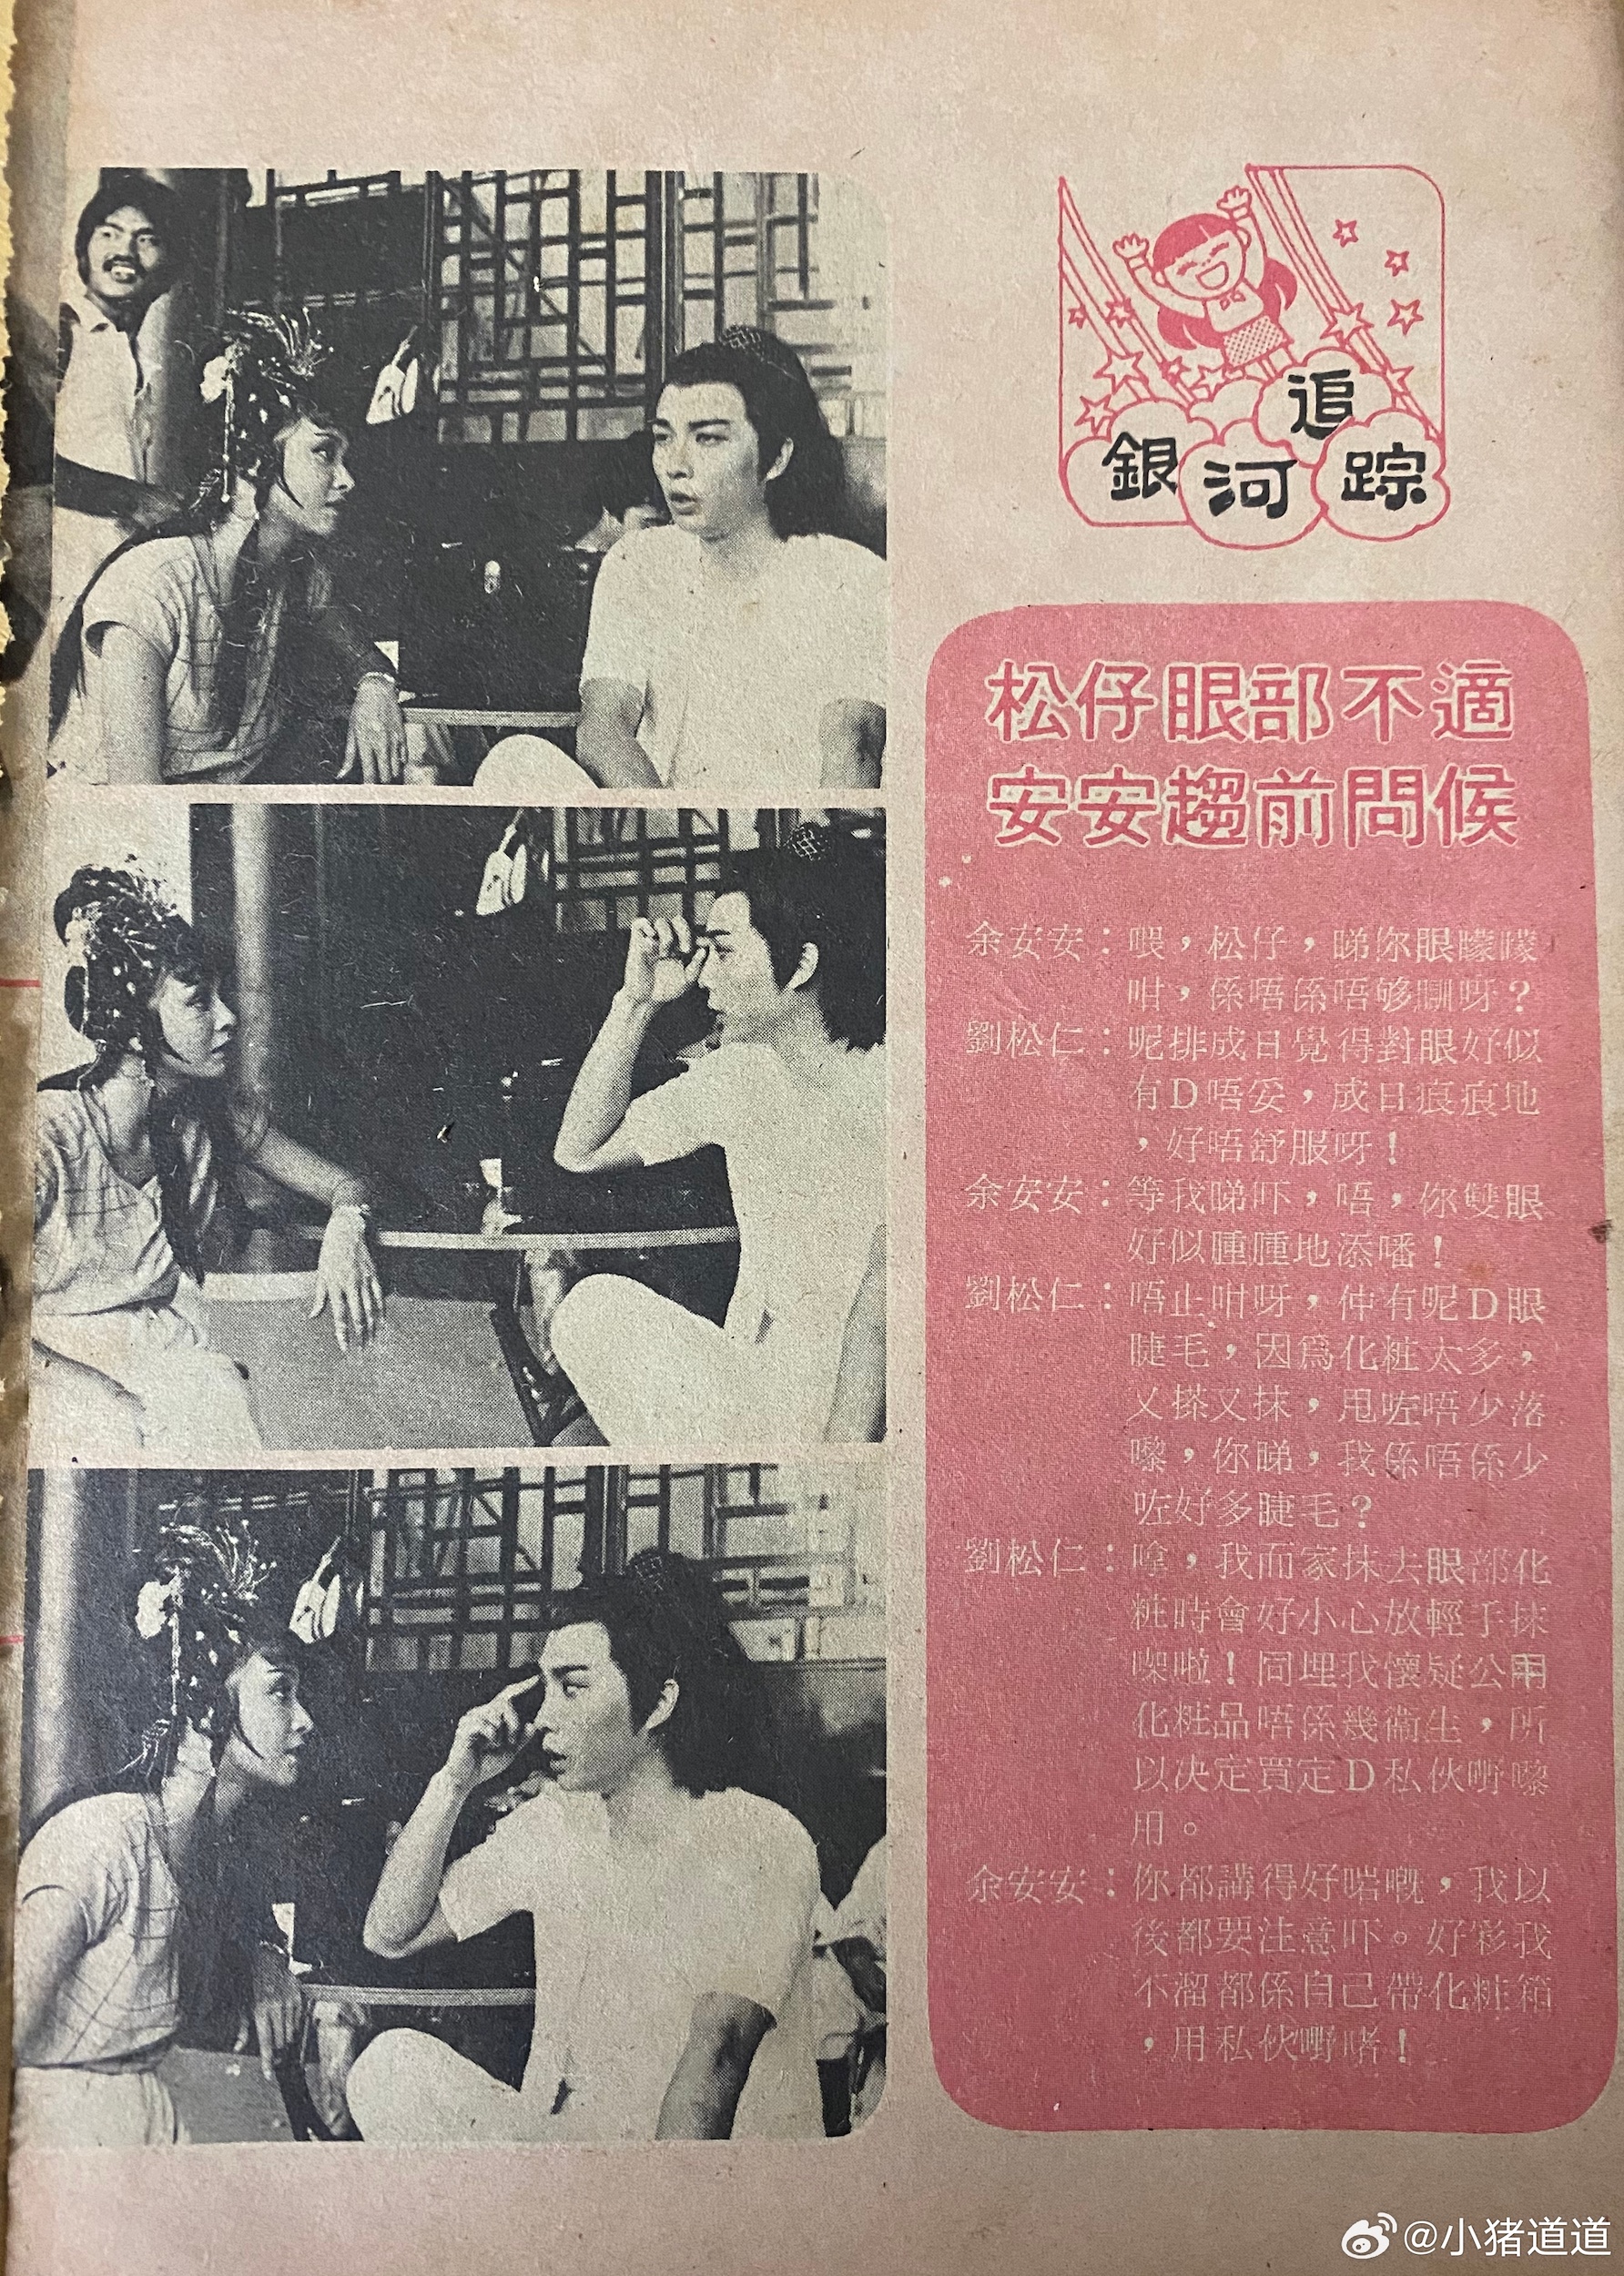 銀河追踪
松仔眼部不適
安安趨前問候
余安安：喂，松仔，睇你眼矇矇
咁，係唔係唔够瞓呀？
劉松仁：呢排成日覺得對眼好似
有D唔妥，成日痕痕地
，好唔舒服呀！
余安安：等我睇吓，唔，你雙眼
好似腫腫地添噃！
劉松仁：唔止咁呀，仲有呢D眼
睫毛，因爲化粧太多，
又搽又抹，甩咗唔少落
嚟，你睇，我係唔係少
咗好多睫毛？
劉松仁：嗱，我而家抹去眼部化
粧時會好小心放輕手抹
㗎啦！同埋我懷疑公用
化粧品唔係幾衞生，所
以决定買定D私伙嘢嚟
用。
余安安：你都講得好啱嘅，我以
後都要注意吓。好彩我
不溜都係自己帶化粧箱
，用私伙嘢啫！
@小猪道道